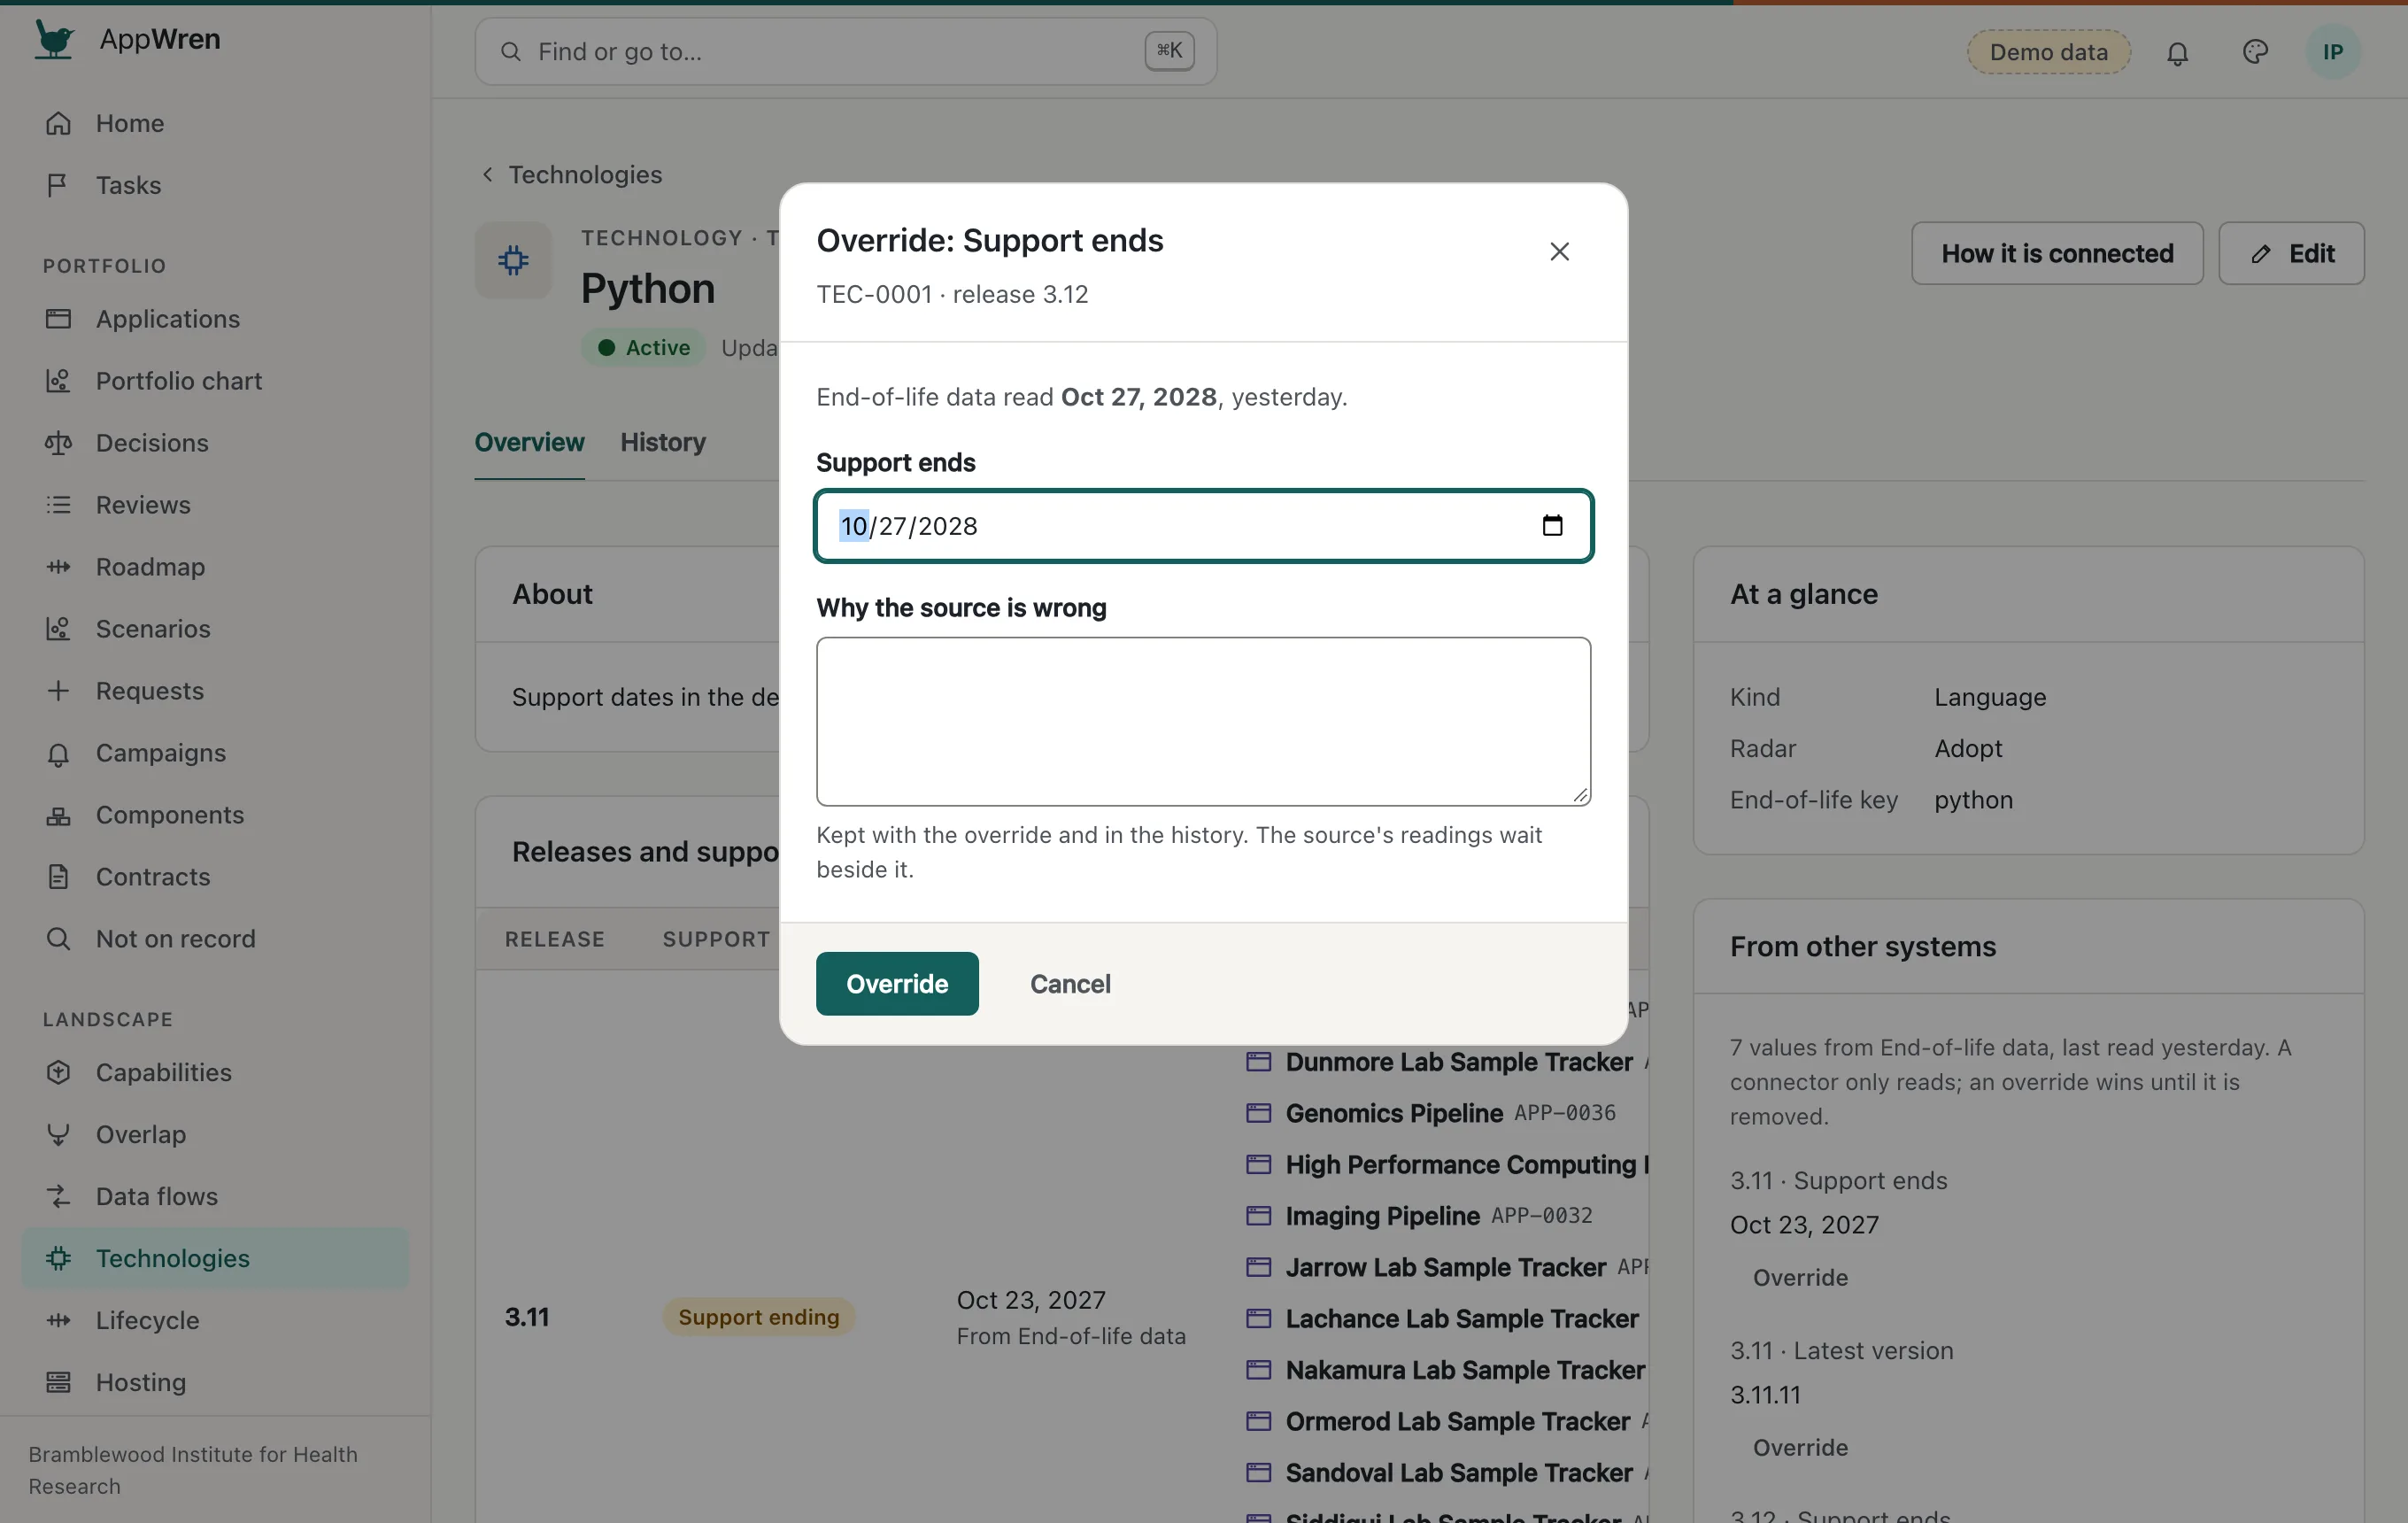 AppWren
Find or go to...
⌘K
Demo data
IP
Home
Tasks
PORTFOLIO
Applications
Portfolio chart
Decisions
Reviews
Roadmap
Scenarios
Requests
Campaigns
Components
Contracts
Not on record
LANDSCAPE
Capabilities
Overlap
Data flows
Technologies
Lifecycle
Hosting
Bramblewood Institute for Health
Research
Technologies
TECHNOLOGY · T
Python
Active
Upda
How it is connected
Edit
Overview
History
About
Support dates in the de
Releases and suppo
RELEASE
SUPPORT
3.11
Support ending
Oct 23, 2027
From End-of-life data
AP
Dunmore Lab Sample Tracker
Genomics Pipeline APP-0036
High Performance Computing
Imaging Pipeline APP-0032
Jarrow Lab Sample Tracker AP
Lachance Lab Sample Tracker
Nakamura Lab Sample Tracker
Ormerod Lab Sample Tracker
Sandoval Lab Sample Tracker
Siddiqui Lab Sample Tracker
Override: Support ends
TEC-0001 · release 3.12
End-of-life data read Oct 27, 2028, yesterday.
Support ends
10/27/2028
Why the source is wrong
Kept with the override and in the history. The source's readings wait
beside it.
Override
Cancel
At a glance
Kind Language
Radar Adopt
End-of-life key python
From other systems
7 values from End-of-life data, last read yesterday. A
connector only reads; an override wins until it is
removed.
3.11 · Support ends
Oct 23, 2027
Override
3.11 · Latest version
3.11.11
Override
3.12 · Support ends